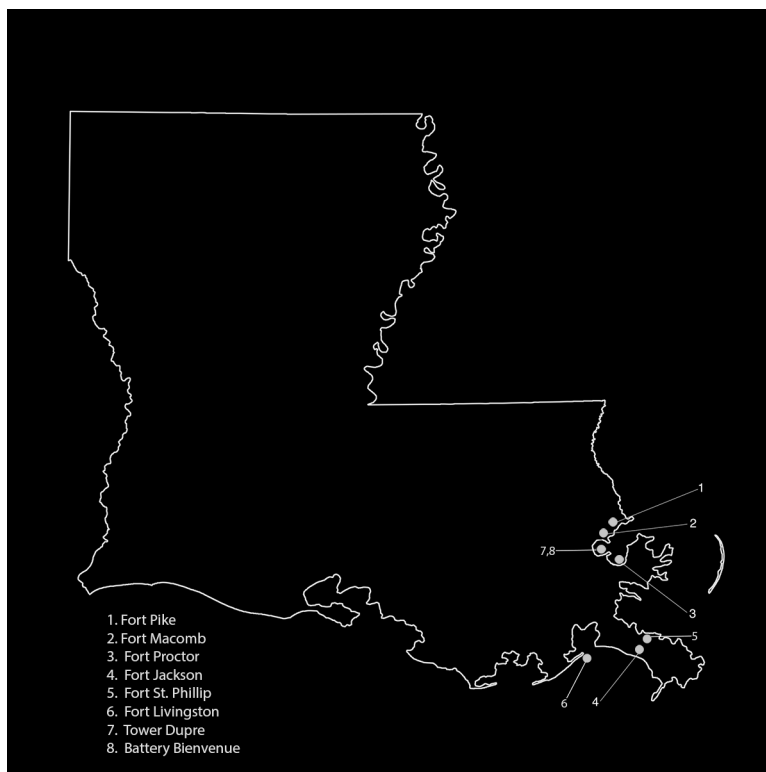 1
2
7,8
3
5
6
4
1. Fort Pike
2. Fort Macomb
3. Fort Proctor
4. Fort Jackson
5. Fort St. Phillip
6. Fort Livingston
7. Tower Dupre
8. Battery Bienvenue